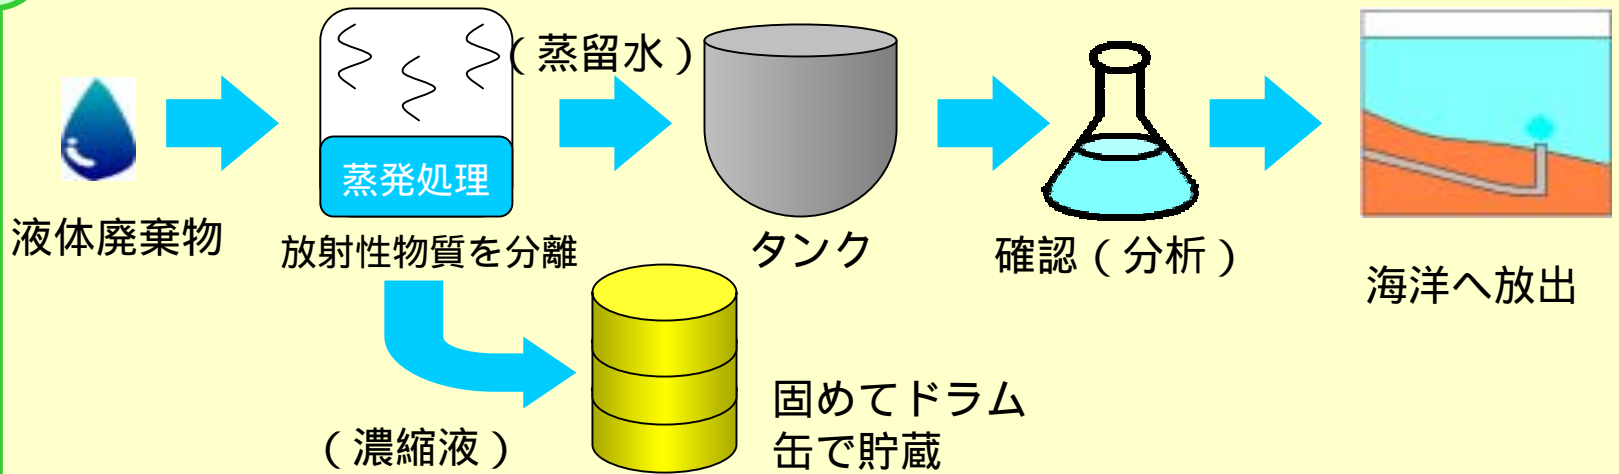 (蒸留水)
蒸発処理
液体廃棄物
放射性物質を分離
タンク
確認(分析)
海洋へ放出
(濃縮液)
固めてドラム
缶で貯蔵